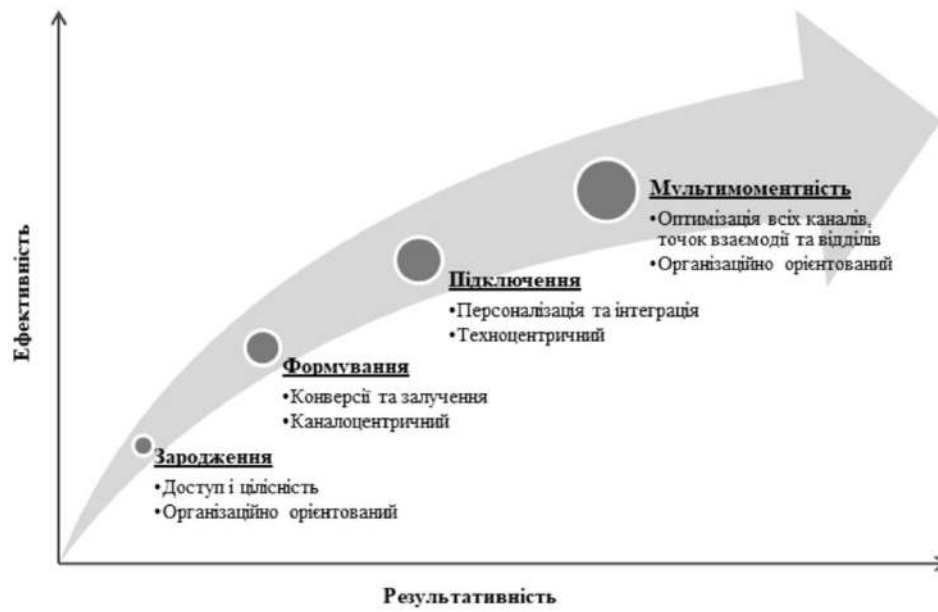 Ефективність
Мультимоментність
•Оптимізація всіх каналів,
точок взаємодії та відділів
•Організаційно орієнтований
Підключення
•Персоналізація та інтеграція
•Техноцентричний
Формування
•Конверсії та залучення
•Каналоцентричний
Зародження
•Доступ і цілісність
•Організаційно орієнтований
Результативність